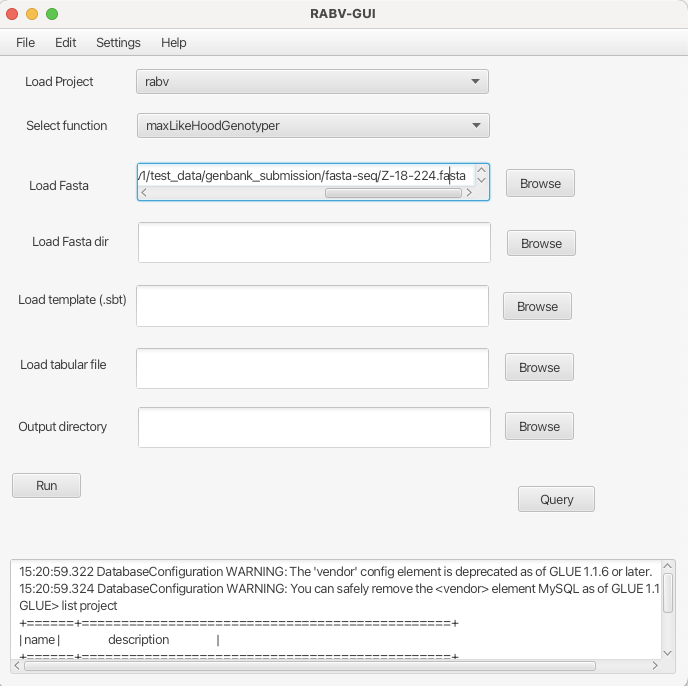 RABV-GUI
File Edit Settings Help
Load Project rabv
Select function maxLikeHoodGenotyper
Load Fasta /1/test_data/genbank_submission/fasta-seq/Z-18-224.fasta Browse
Load Fasta dir Browse
Load template (.sbt) Browse
Load tabular file Browse
Output directory Browse
Run
Query
15:20:59.322 DatabaseConfiguration WARNING: The 'vendor' config element is deprecated as of GLUE 1.1.6 or later.
15:20:59.324 DatabaseConfiguration WARNING: You can safely remove the <vendor> element MySQL as of GLUE 1.1
GLUE> list project
+======+=============================================+
| name | description |
+======+=============================================+